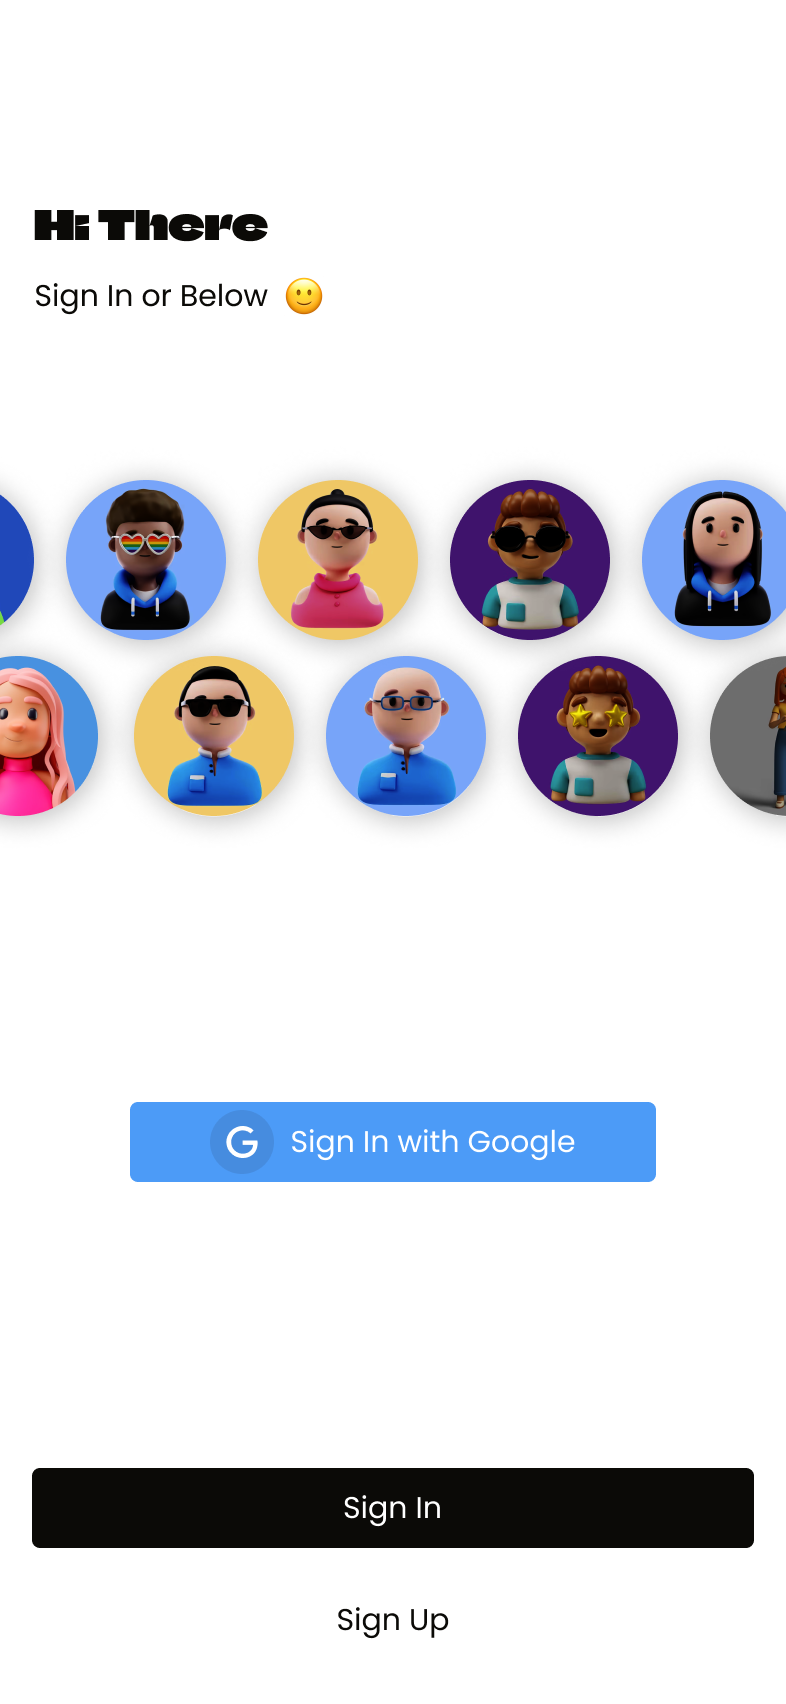 Hi There
Sign In or Below 🙂
Sign In with Google
Sign In
Sign Up